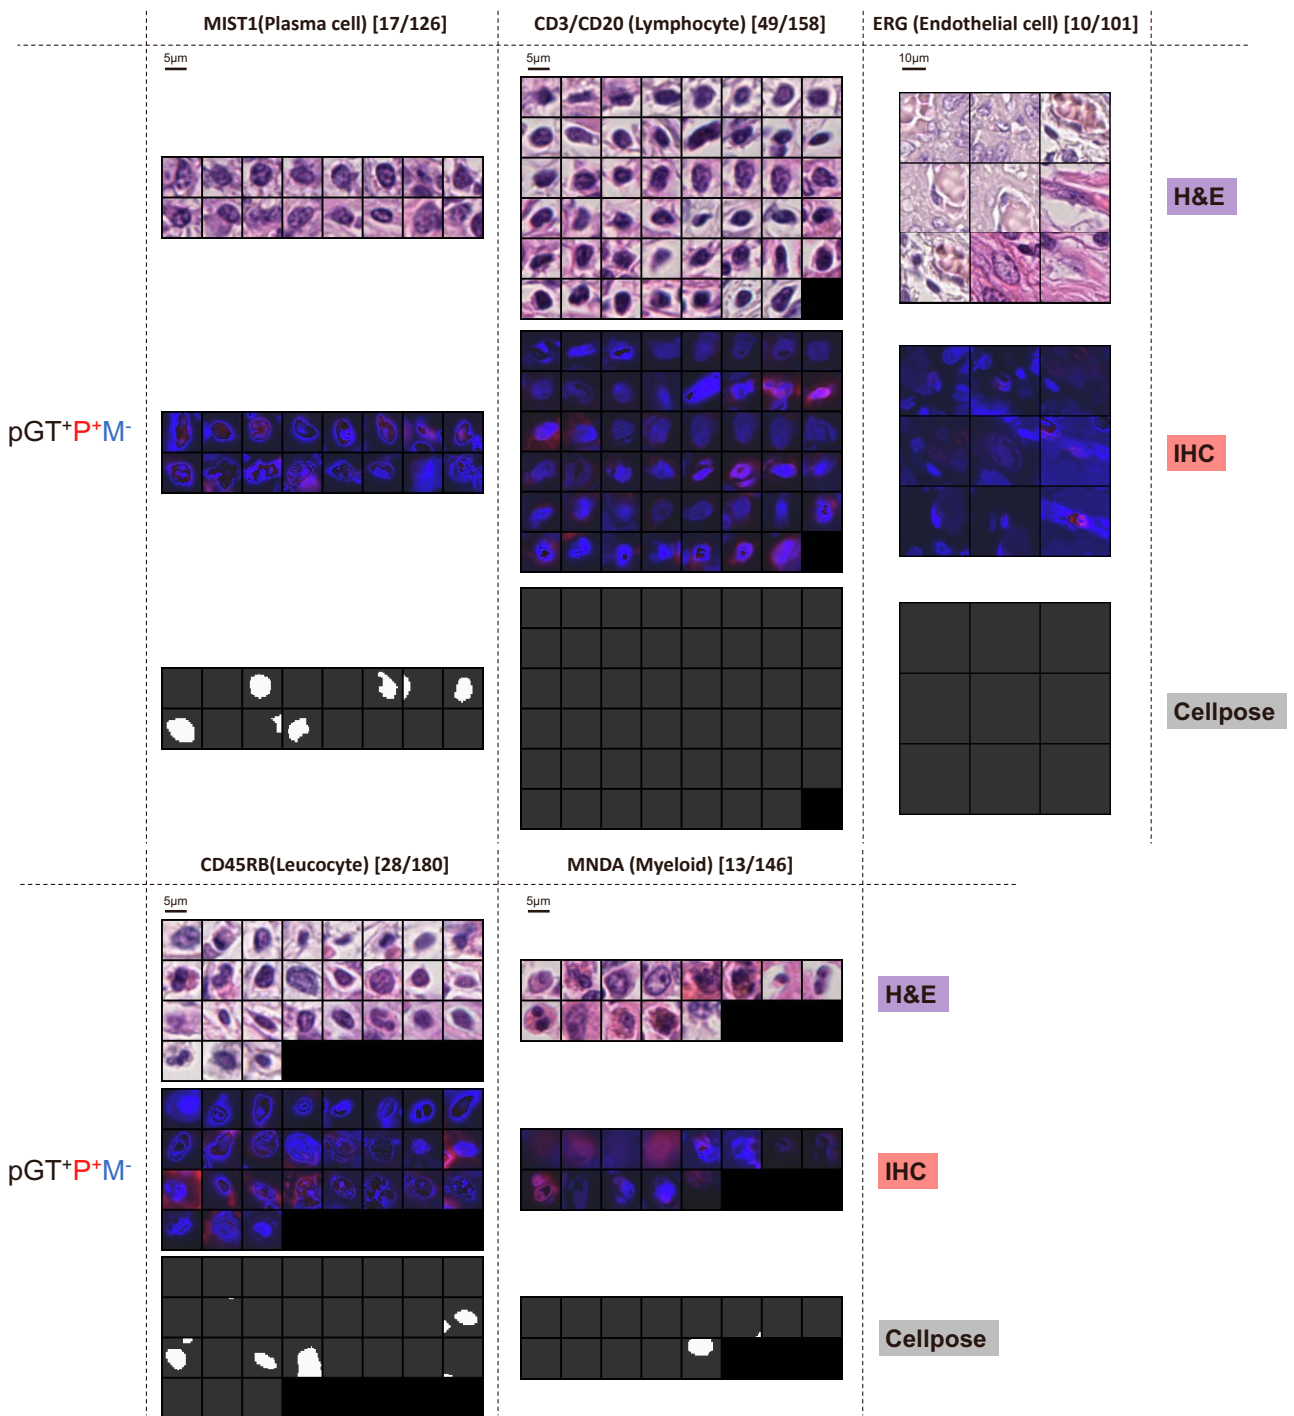 MIST1(Plasma cell) [17/126]
CD3/CD20 (Lymphocyte) [49/158]
ERG (Endothelial cell) [10/101]
5µm
5µm
10µm
H&E
pGT⁺P⁺M⁻
IHC
Cellpose
CD45RB(Leucocyte) [28/180]
MNDA (Myeloid) [13/146]
5µm
5µm
H&E
pGT⁺P⁺M⁻
IHC
Cellpose